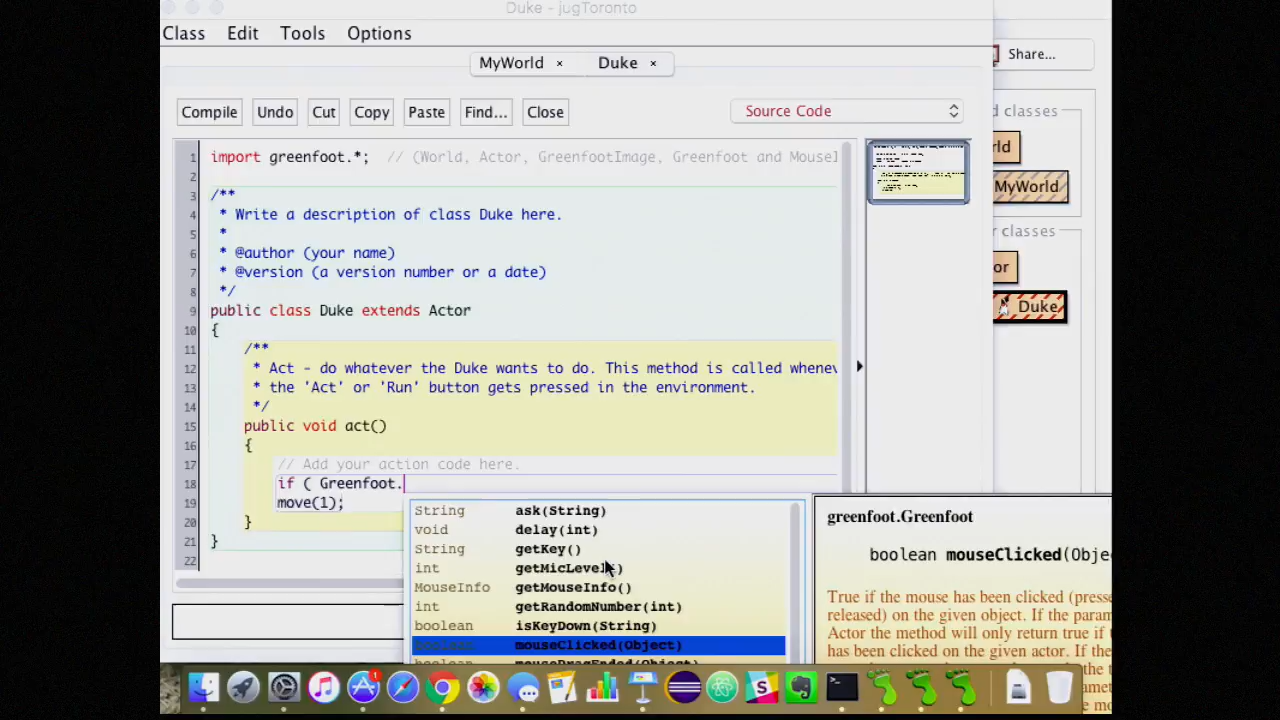 Duke - jugToronto
Class Edit Tools Options
MyWorld × Duke ×
Share...
Compile Undo Cut Copy Paste Find... Close Source Code
1 import greenfoot.*; // (World, Actor, GreenfootImage, Greenfoot and MouseI
2
3 /**
4 * Write a description of class Duke here.
5 *
6 * @author (your name)
7 * @version (a version number or a date)
8 */
9 public class Duke extends Actor
10 {
11 /**
12 * Act - do whatever the Duke wants to do. This method is called whenev
13 * the 'Act' or 'Run' button gets pressed in the environment.
14 */
15 public void act()
16 {
17 // Add your action code here.
18 if ( Greenfoot.
19 move(1);
20 }
21 }
22
d classes
rld
MyWorld
r classes
or
Duke
String ask(String)
void delay(int)
String getKey()
int getMicLevel()
MouseInfo getMouseInfo()
int getRandomNumber(int)
boolean isKeyDown(String)
boolean mouseClicked(Object)
boolean mouseDragEnded(Object)
greenfoot.Greenfoot
boolean mouseClicked(Obje
True if the mouse has been clicked (presse
released) on the given object. If the param
Actor the method will only return true if t
has been clicked on the given actor. If the
1